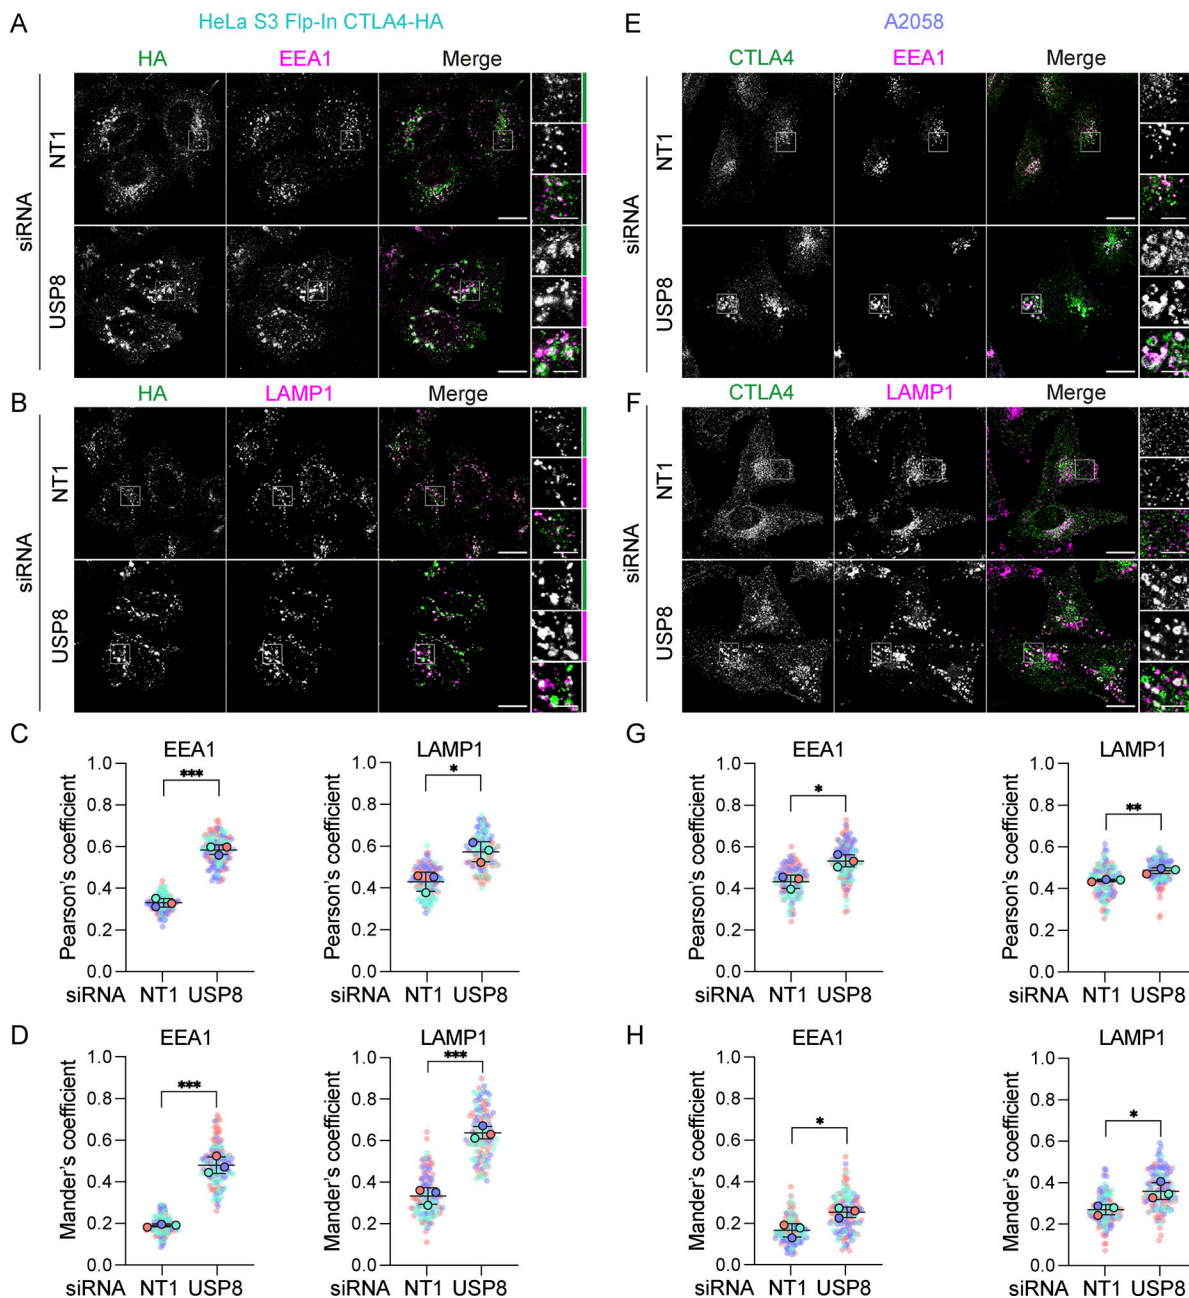 A
HeLa S3 Flp-In CTLA4-HA
HA EEA1 Merge
siRNA
NT1
USP8
B
HA LAMP1 Merge
siRNA
NT1
USP8
C
EEA1
Pearson's coefficient
1.0
0.8
0.6
0.4
0.2
0.0
***
siRNA NT1 USP8
LAMP1
Pearson's coefficient
1.0
0.8
0.6
0.4
0.2
0.0
*
siRNA NT1 USP8
D
EEA1
Mander's coefficient
1.0
0.8
0.6
0.4
0.2
0.0
***
siRNA NT1 USP8
LAMP1
Mander's coefficient
1.0
0.8
0.6
0.4
0.2
0.0
***
siRNA NT1 USP8
E
A2058
CTLA4 EEA1 Merge
siRNA
NT1
USP8
F
CTLA4 LAMP1 Merge
siRNA
NT1
USP8
G
EEA1
Pearson's coefficient
1.0
0.8
0.6
0.4
0.2
0.0
*
siRNA NT1 USP8
LAMP1
Pearson's coefficient
1.0
0.8
0.6
0.4
0.2
0.0
**
siRNA NT1 USP8
H
EEA1
Mander's coefficient
1.0
0.8
0.6
0.4
0.2
0.0
*
siRNA NT1 USP8
LAMP1
Mander's coefficient
1.0
0.8
0.6
0.4
0.2
0.0
*
siRNA NT1 USP8